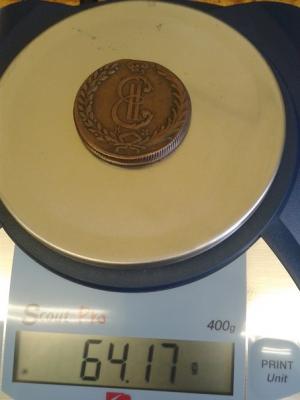 Scout Pro
400g
64.17 g
PRINT
Unit